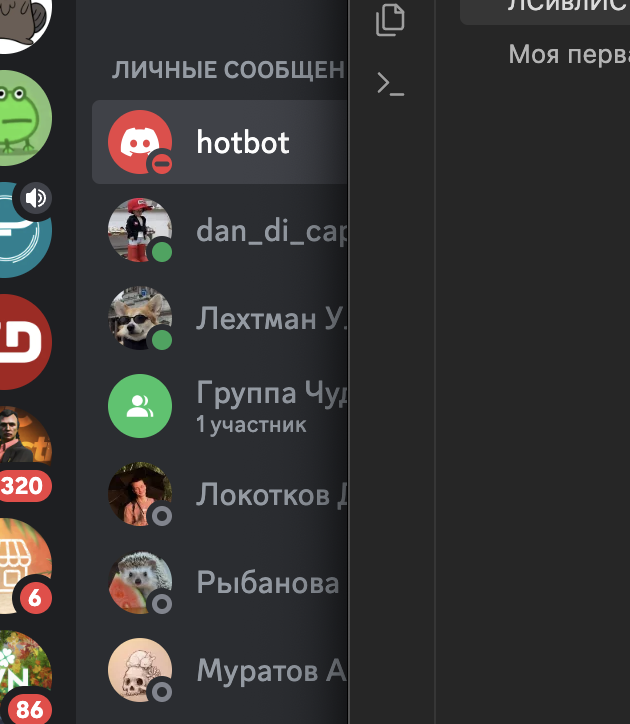 ЛИЧНЫЕ СООБЩЕН
hotbot
dan_di_cap
Лехтман У.
Группа Чуд
1 участник
Локотков Д
Рыбанова
Муратов А
320
6
86
ЛСивлИС
Моя перва